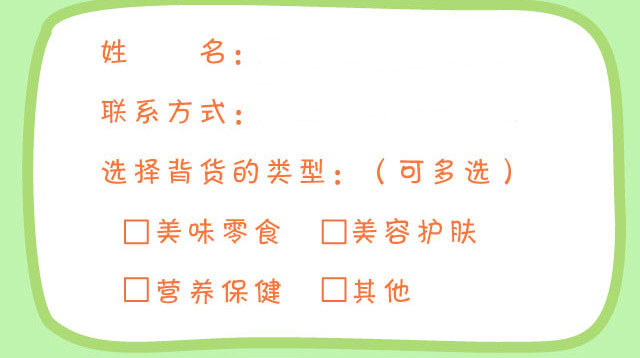 姓　　名：
联系方式：
选择背货的类型：（可多选）
□美味零食　□美容护肤
□营养保健　□其他